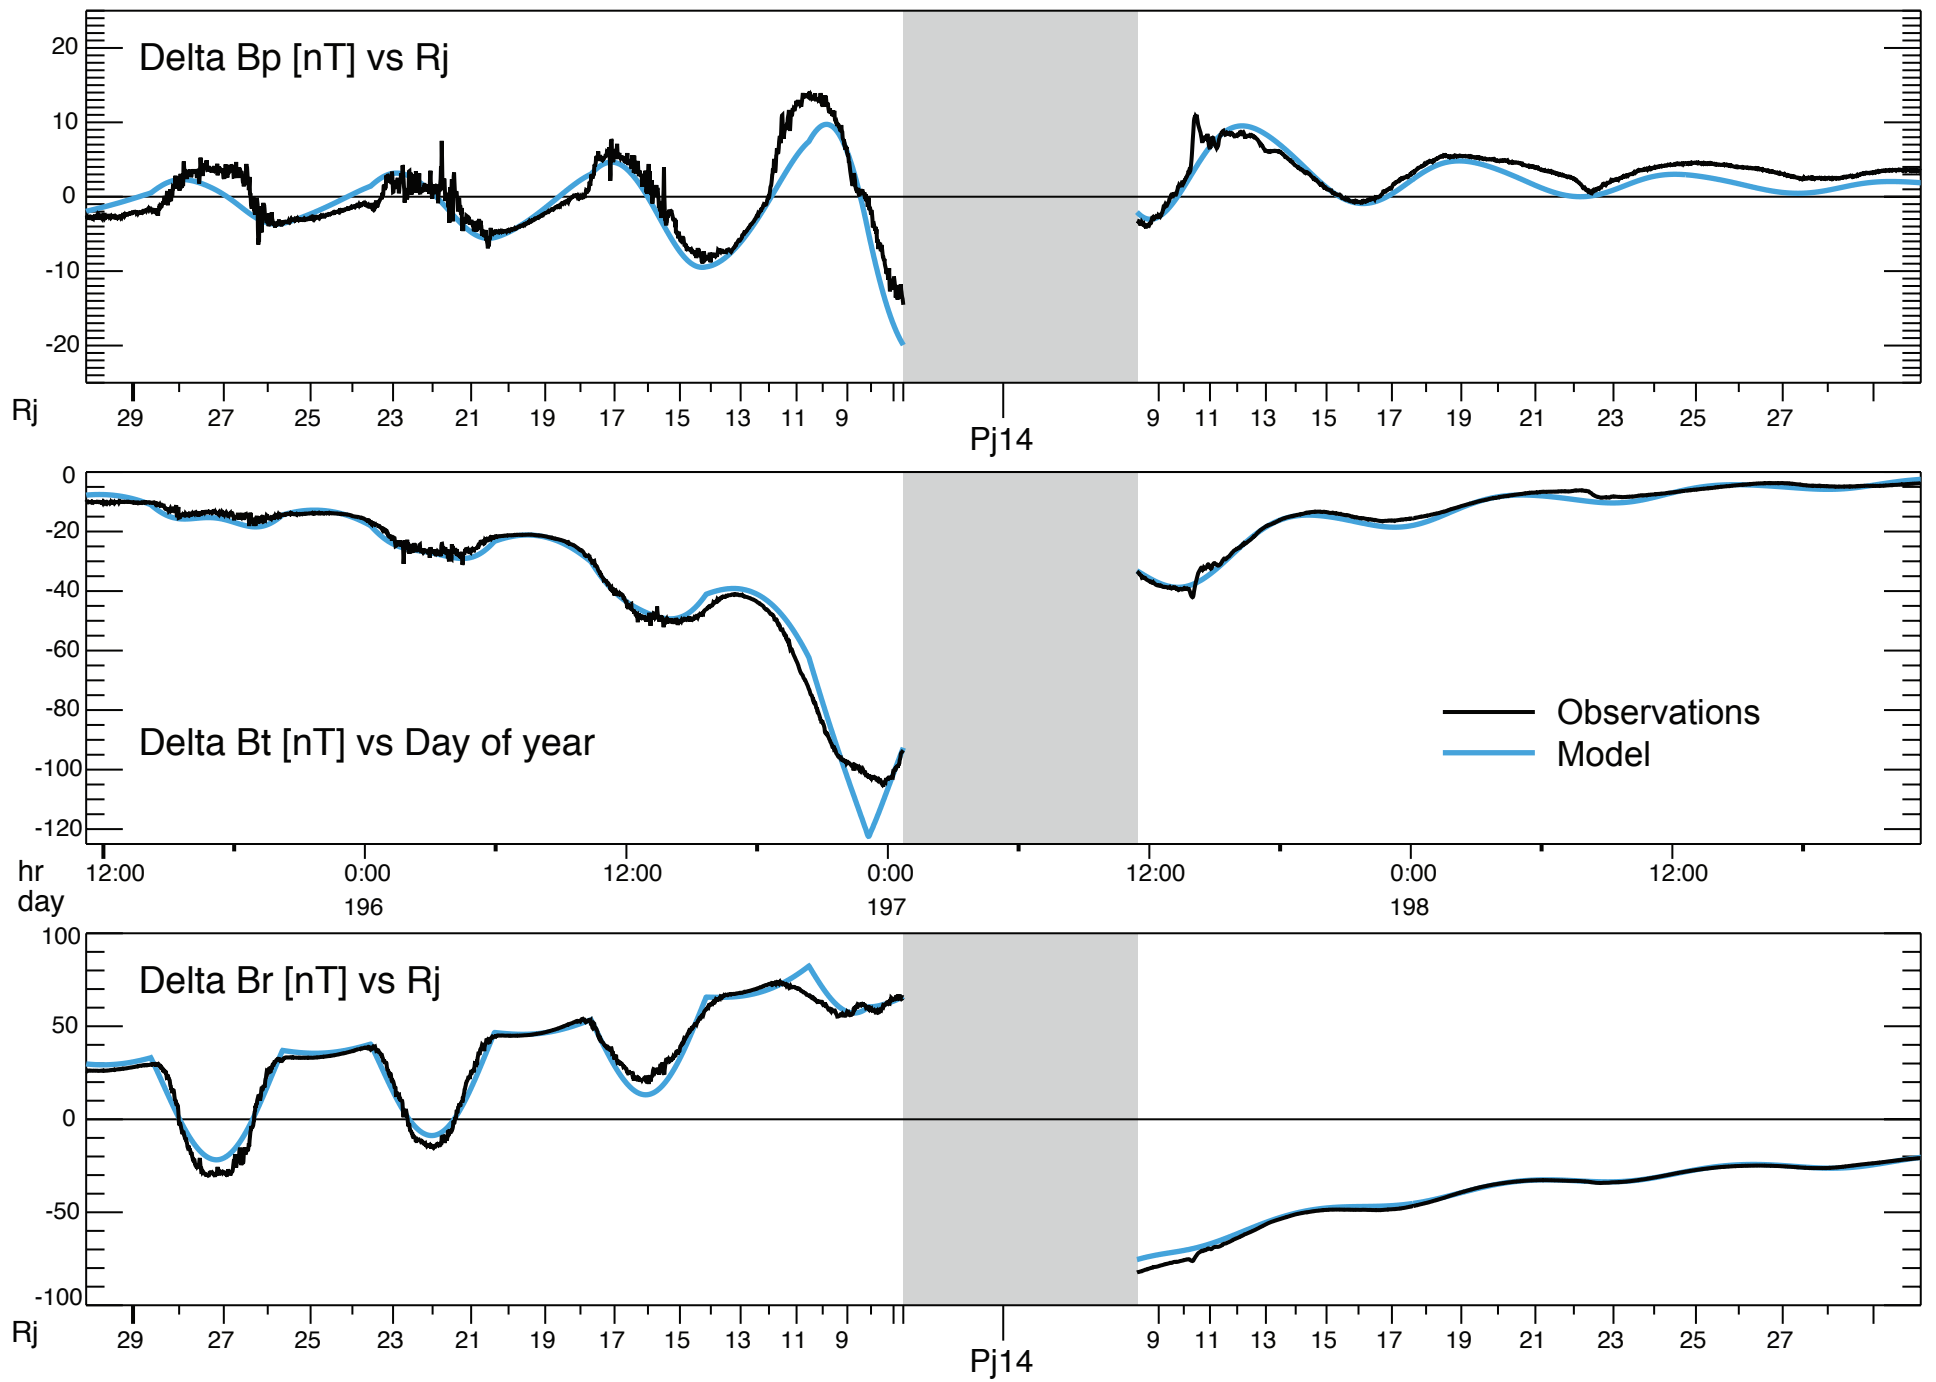 Delta Bp [nT] vs Rj
20
10
0
-10
-20
Rj 29 27 25 23 21 19 17 15 13 11 9 9 11 13 15 17 19 21 23 25 27
Pj14
0
-20
-40
-60
-80
-100
-120
Observations
Model
Delta Bt [nT] vs Day of year
hr 12:00 0:00 12:00 0:00 12:00 0:00 12:00
day 196 197 198
100
Delta Br [nT] vs Rj
50
0
-50
-100
Rj 29 27 25 23 21 19 17 15 13 11 9 9 11 13 15 17 19 21 23 25 27
Pj14